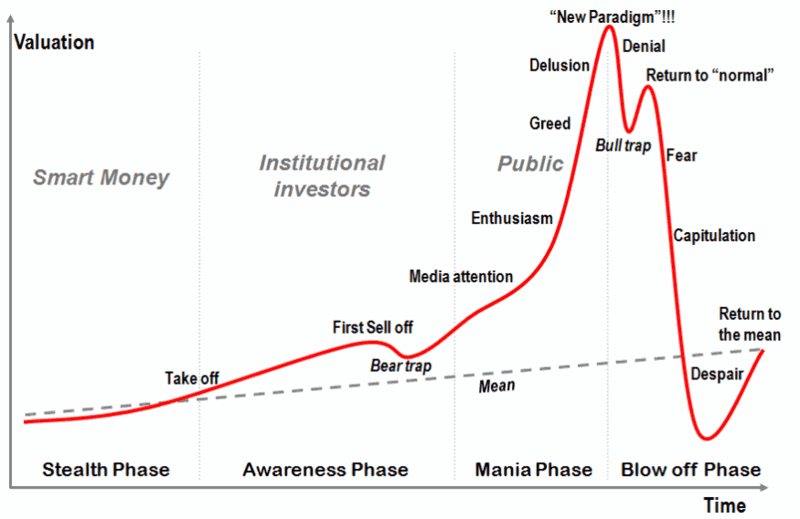 “New Paradigm”!!!
Valuation
Denial
Delusion
Return to “normal”
Greed
Bull trap
Fear
Smart Money
Institutional
investors
Public
Enthusiasm
Capitulation
Media attention
Return to
the mean
First Sell off
Bear trap
Take off
Mean
Despair
Stealth Phase
Awareness Phase
Mania Phase
Blow off Phase
Time